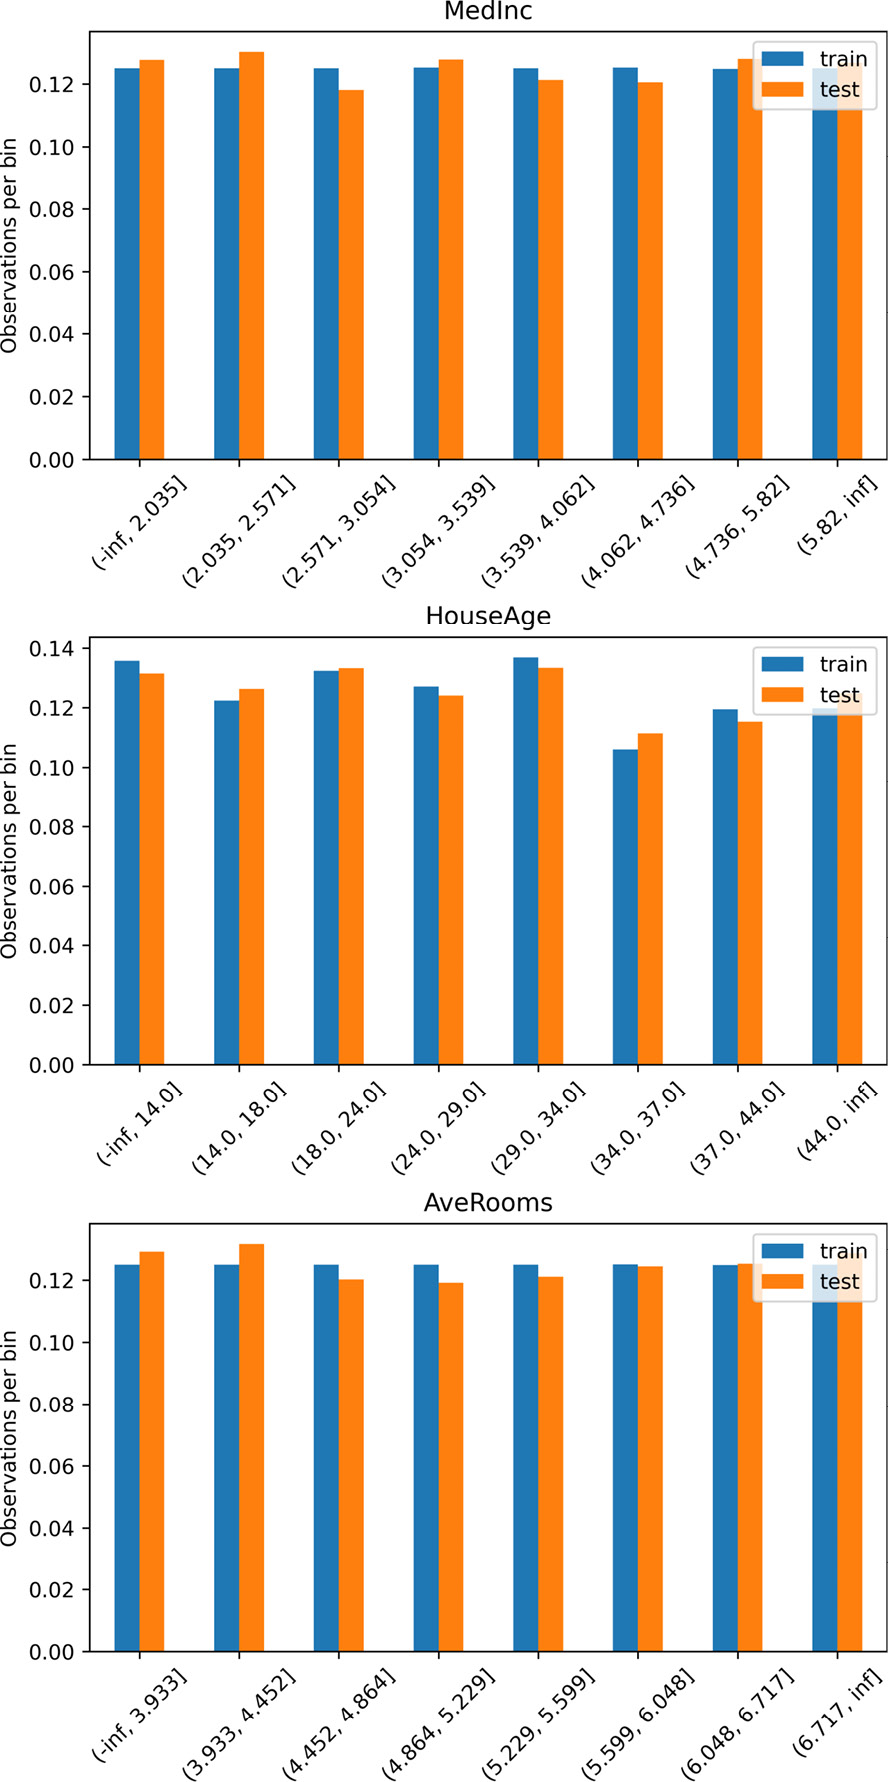 MedInc
Observations per bin
0.12
0.10
0.08
0.06
0.04
0.02
0.00
train
test
(-inf, 2.035]
(2.035, 2.571]
(2.571, 3.054]
(3.054, 3.539]
(3.539, 4.062]
(4.062, 4.736]
(4.736, 5.82]
(5.82, inf]
HouseAge
Observations per bin
0.14
0.12
0.10
0.08
0.06
0.04
0.02
0.00
train
test
(-inf, 14.0]
(14.0, 18.0]
(18.0, 24.0]
(24.0, 29.0]
(29.0, 34.0]
(34.0, 37.0]
(37.0, 44.0]
(44.0, inf]
AveRooms
Observations per bin
0.12
0.10
0.08
0.06
0.04
0.02
0.00
train
test
(-inf, 3.933]
(3.933, 4.452]
(4.452, 4.864]
(4.864, 5.229]
(5.229, 5.599]
(5.599, 6.048]
(6.048, 6.717]
(6.717, inf]